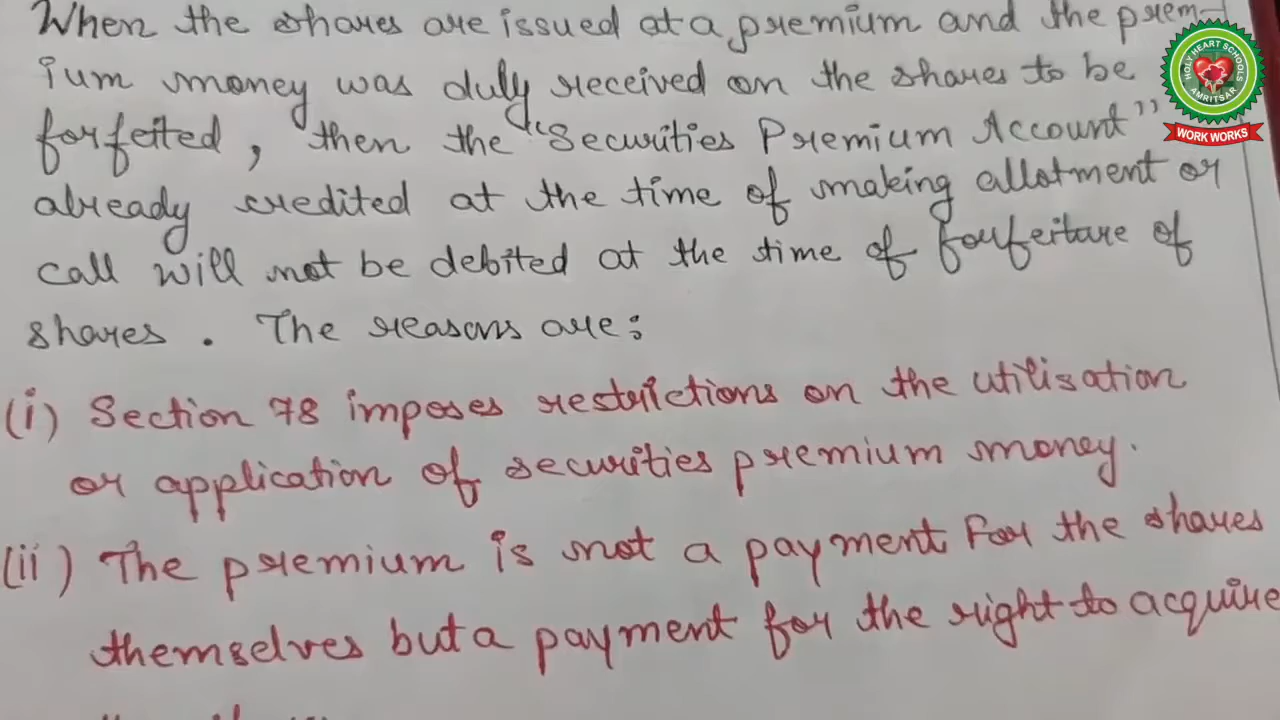 When the shares are issued at a premium and the prem-
ium money was duly received on the shares to be
forfeited, then the "Securities Premium Account"
already credited at the time of making allotment or
call will not be debited at the time of forfeiture of
shares. The reasons are:
(i) Section 78 imposes restrictions on the utilisation
or application of securities premium money.
(ii) The premium is not a payment for the shares
themselves but a payment for the right to acquire
HOLY HEART SCHOOLS
AMRITSAR
WORK WORKS